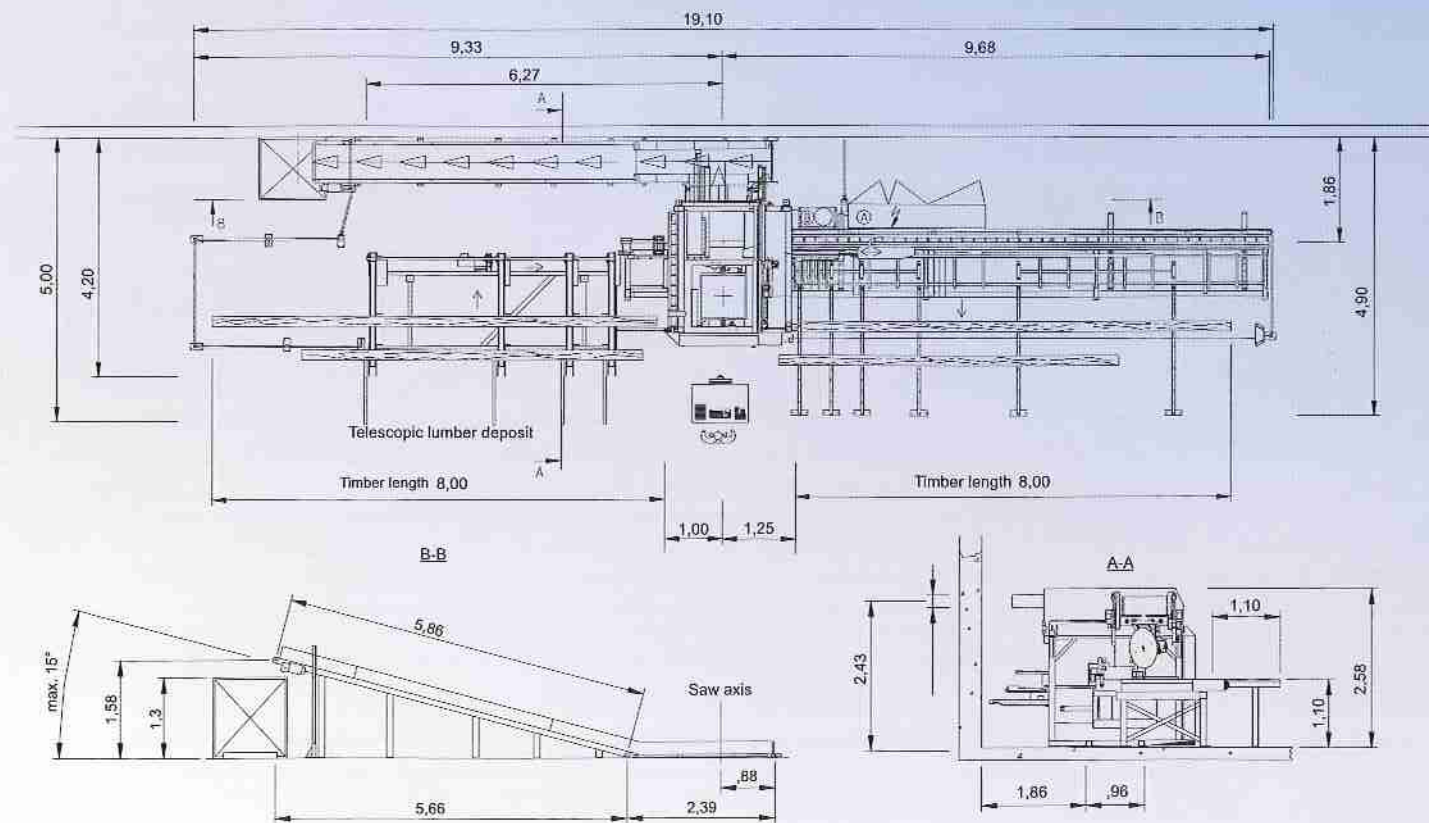 19,10
9,33
9,68
6,27
A
B
B
A
B
5,00
4,20
1,86
4,90
Telescopic lumber deposit
A
Timber length 8,00
Timber length 8,00
1,00
1,25
B-B
A-A
5,86
max. 15°
1,58
1,3
Saw axis
,88
5,66
2,39
2,43
1,10
2,58
1,10
1,86
,96